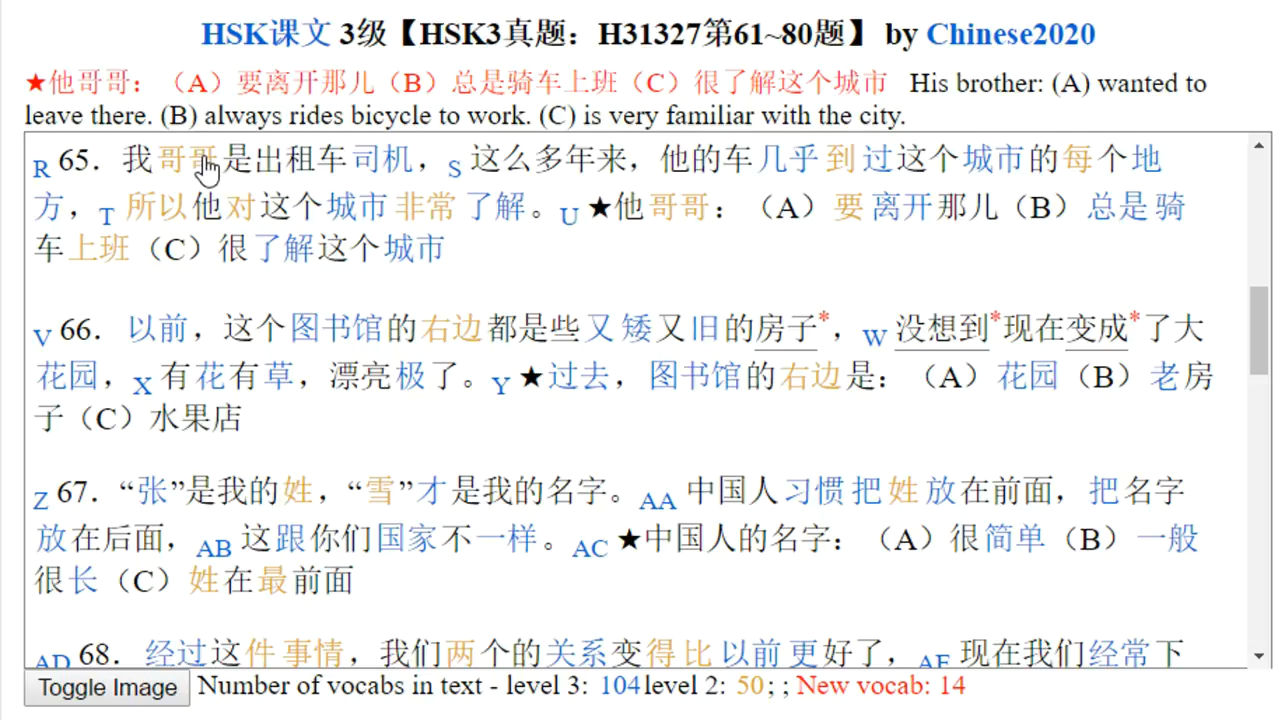 HSK课文 3级【HSK3真题：H31327第61~80题】 by Chinese2020
★他哥哥：（A）要离开那儿（B）总是骑车上班（C）很了解这个城市 His brother: (A) wanted to
leave there. (B) always rides bicycle to work. (C) is very familiar with the city.
R 65．我哥哥是出租车司机，S 这么多年来，他的车几乎到过这个城市的每个地
方，T 所以他对这个城市非常了解。U ★他哥哥：（A）要离开那儿（B）总是骑
车上班（C）很了解这个城市
V 66．以前，这个图书馆的右边都是些又矮又旧的房子*，W 没想到*现在变成*了大
花园，X 有花有草，漂亮极了。Y ★过去，图书馆的右边是：（A）花园（B）老房
子（C）水果店
Z 67．“张”是我的姓，“雪”才是我的名字。AA 中国人习惯把姓放在前面，把名字
放在后面，AB 这跟你们国家不一样。AC ★中国人的名字：（A）很简单（B）一般
很长（C）姓在最前面
AD 68．经过这件事情，我们两个的关系变得比以前更好了，AE 现在我们经常下
Toggle Image Number of vocabs in text - level 3: 104 level 2: 50; ; New vocab: 14